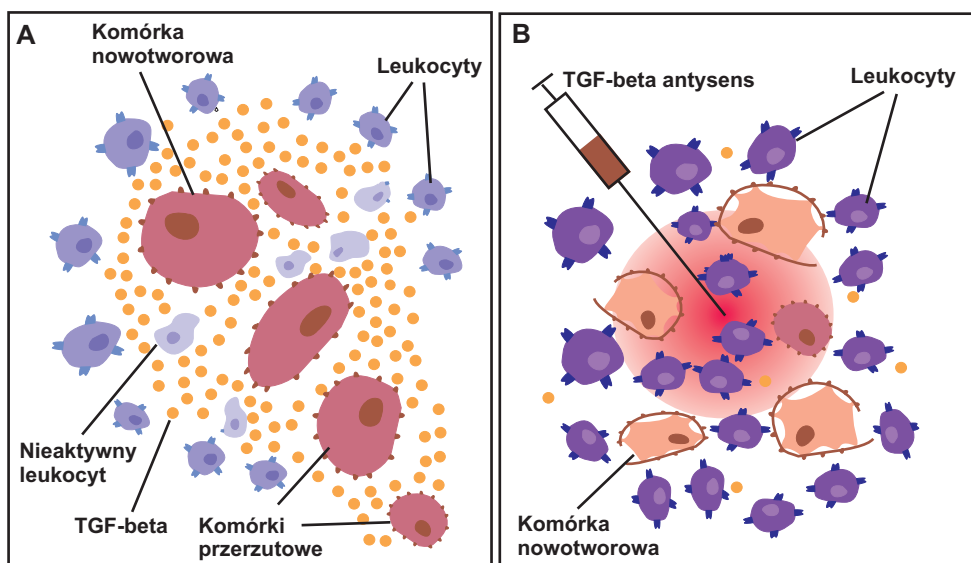 A
Komórka
nowotworowa
Leukocyty
Nieaktywny
leukocyt
TGF-beta
Komórki
przerzutowe
B
TGF-beta antysens
Leukocyty
Komórka
nowotworowa